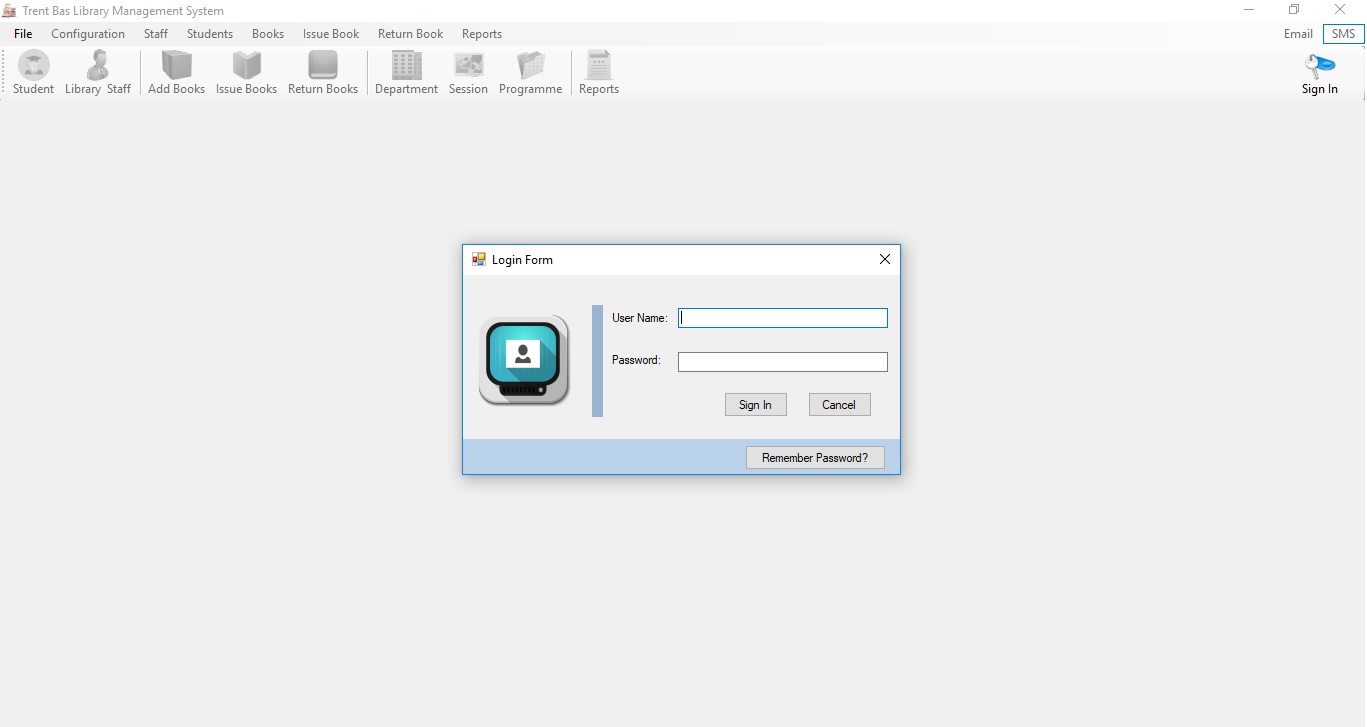 Trent Bas Library Management System
File Configuration Staff Students Books Issue Book Return Book Reports Email SMS
Student Library Staff Add Books Issue Books Return Books Department Session Programme Reports Sign In
Login Form
User Name:
Password:
Sign In Cancel
Remember Password?